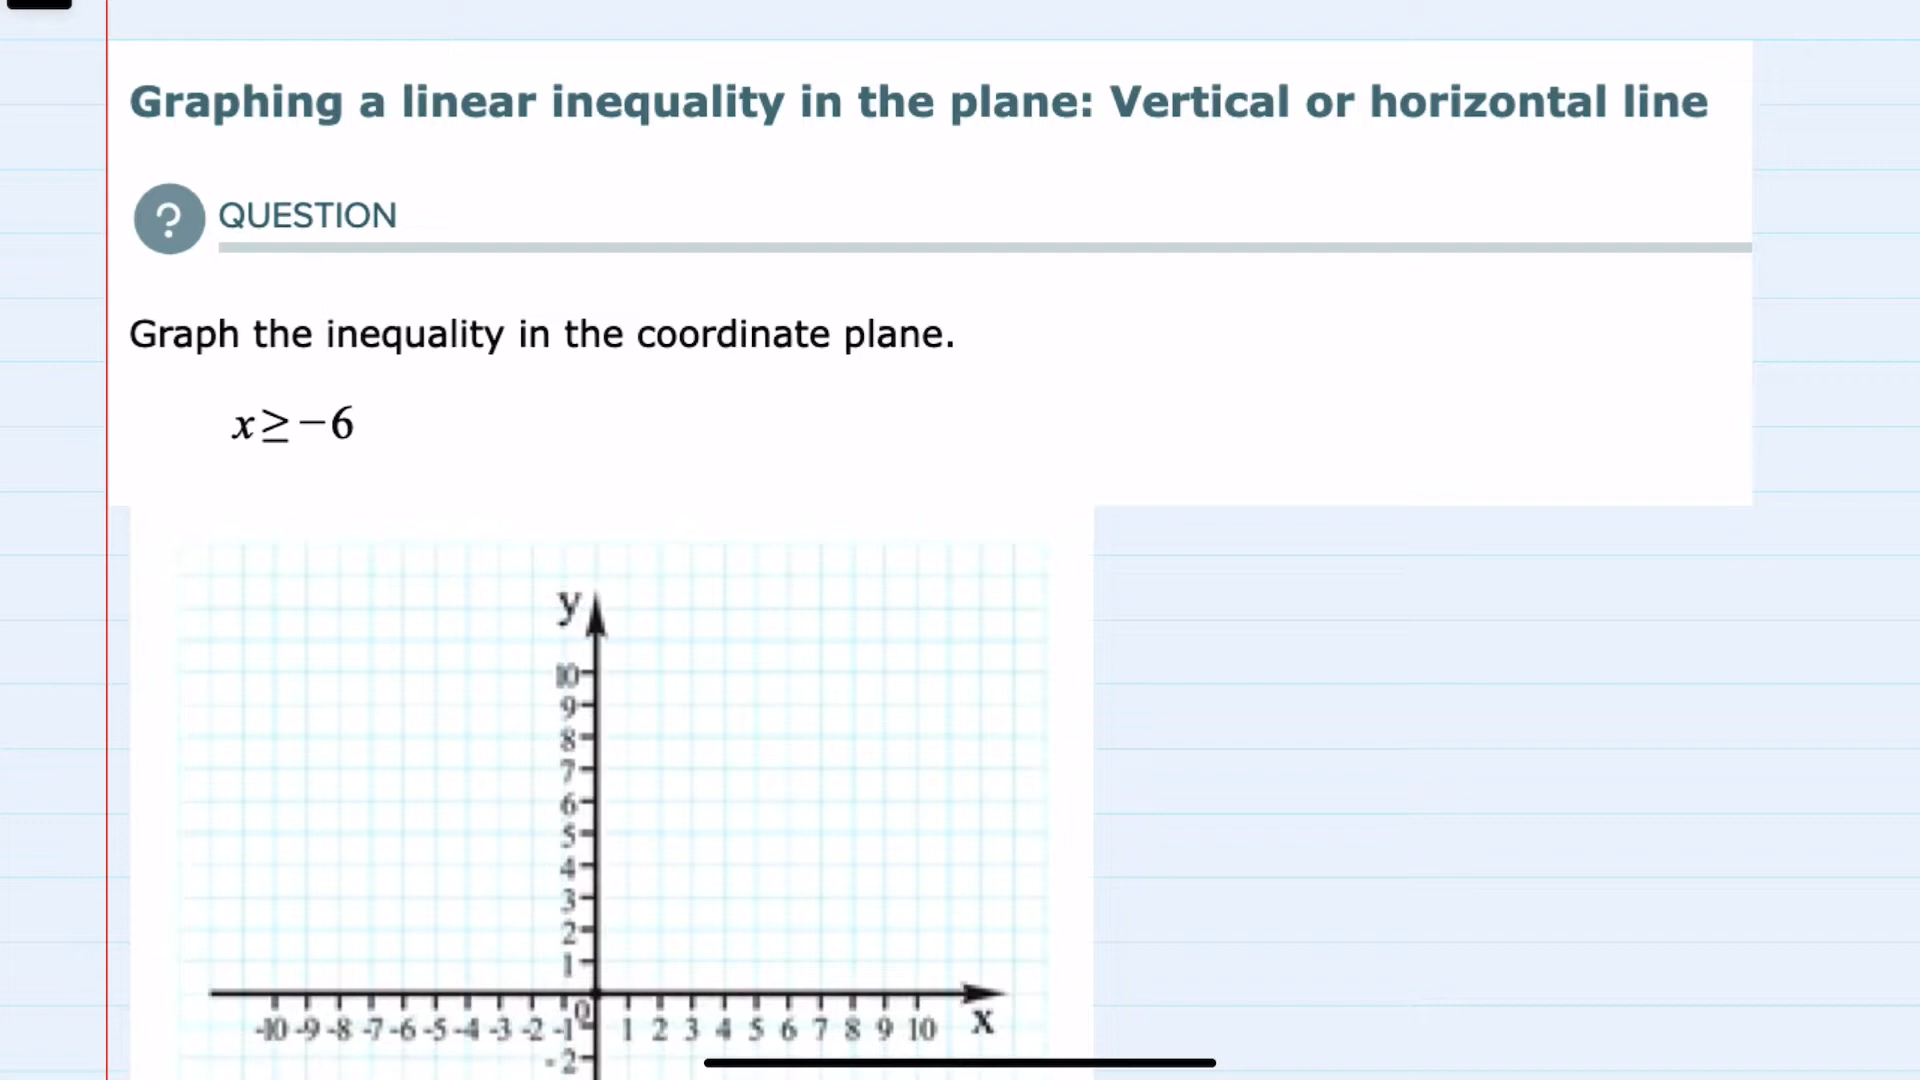 Graphing a linear inequality in the plane: Vertical or horizontal line
? QUESTION
Graph the inequality in the coordinate plane.
x≥−6
y
10
9
8
7
6
5
4
3
2
1
0
-10 -9 -8 -7 -6 -5 -4 -3 -2 -1 1 2 3 4 5 6 7 8 9 10 x
-2